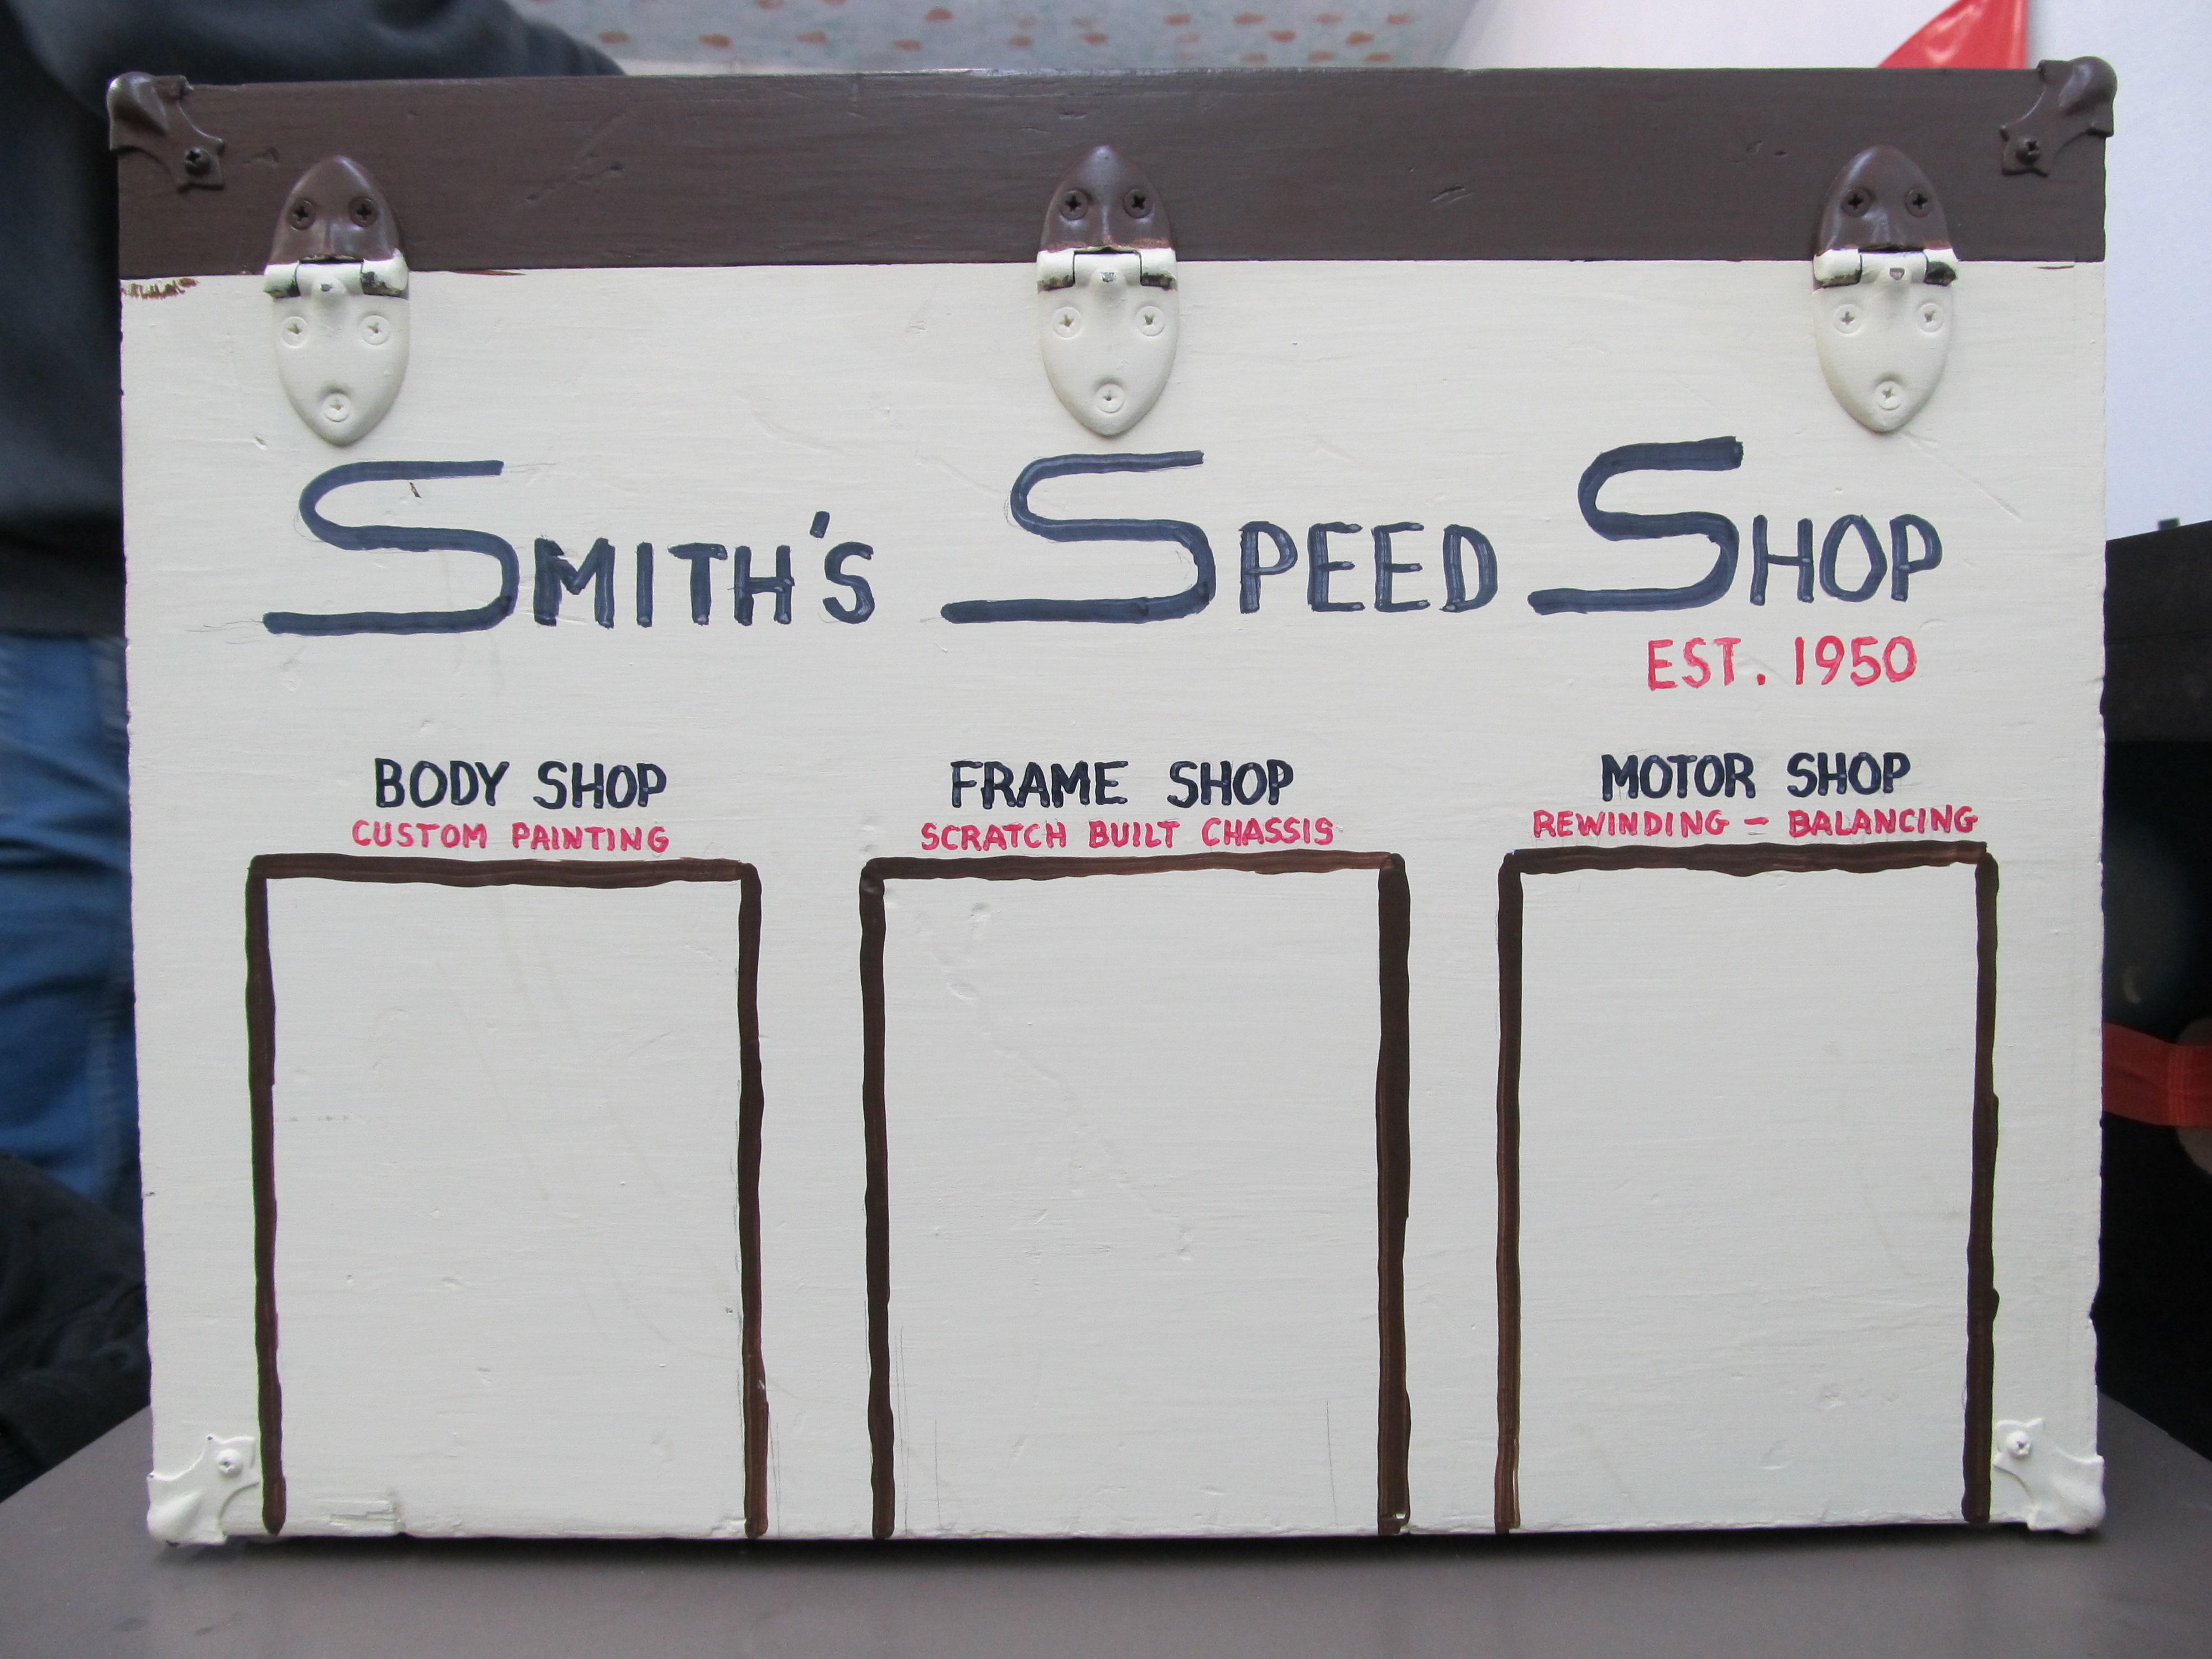 SMITH'S SPEED SHOP
EST. 1950
BODY SHOP
CUSTOM PAINTING
FRAME SHOP
SCRATCH BUILT CHASSIS
MOTOR SHOP
REWINDING - BALANCING